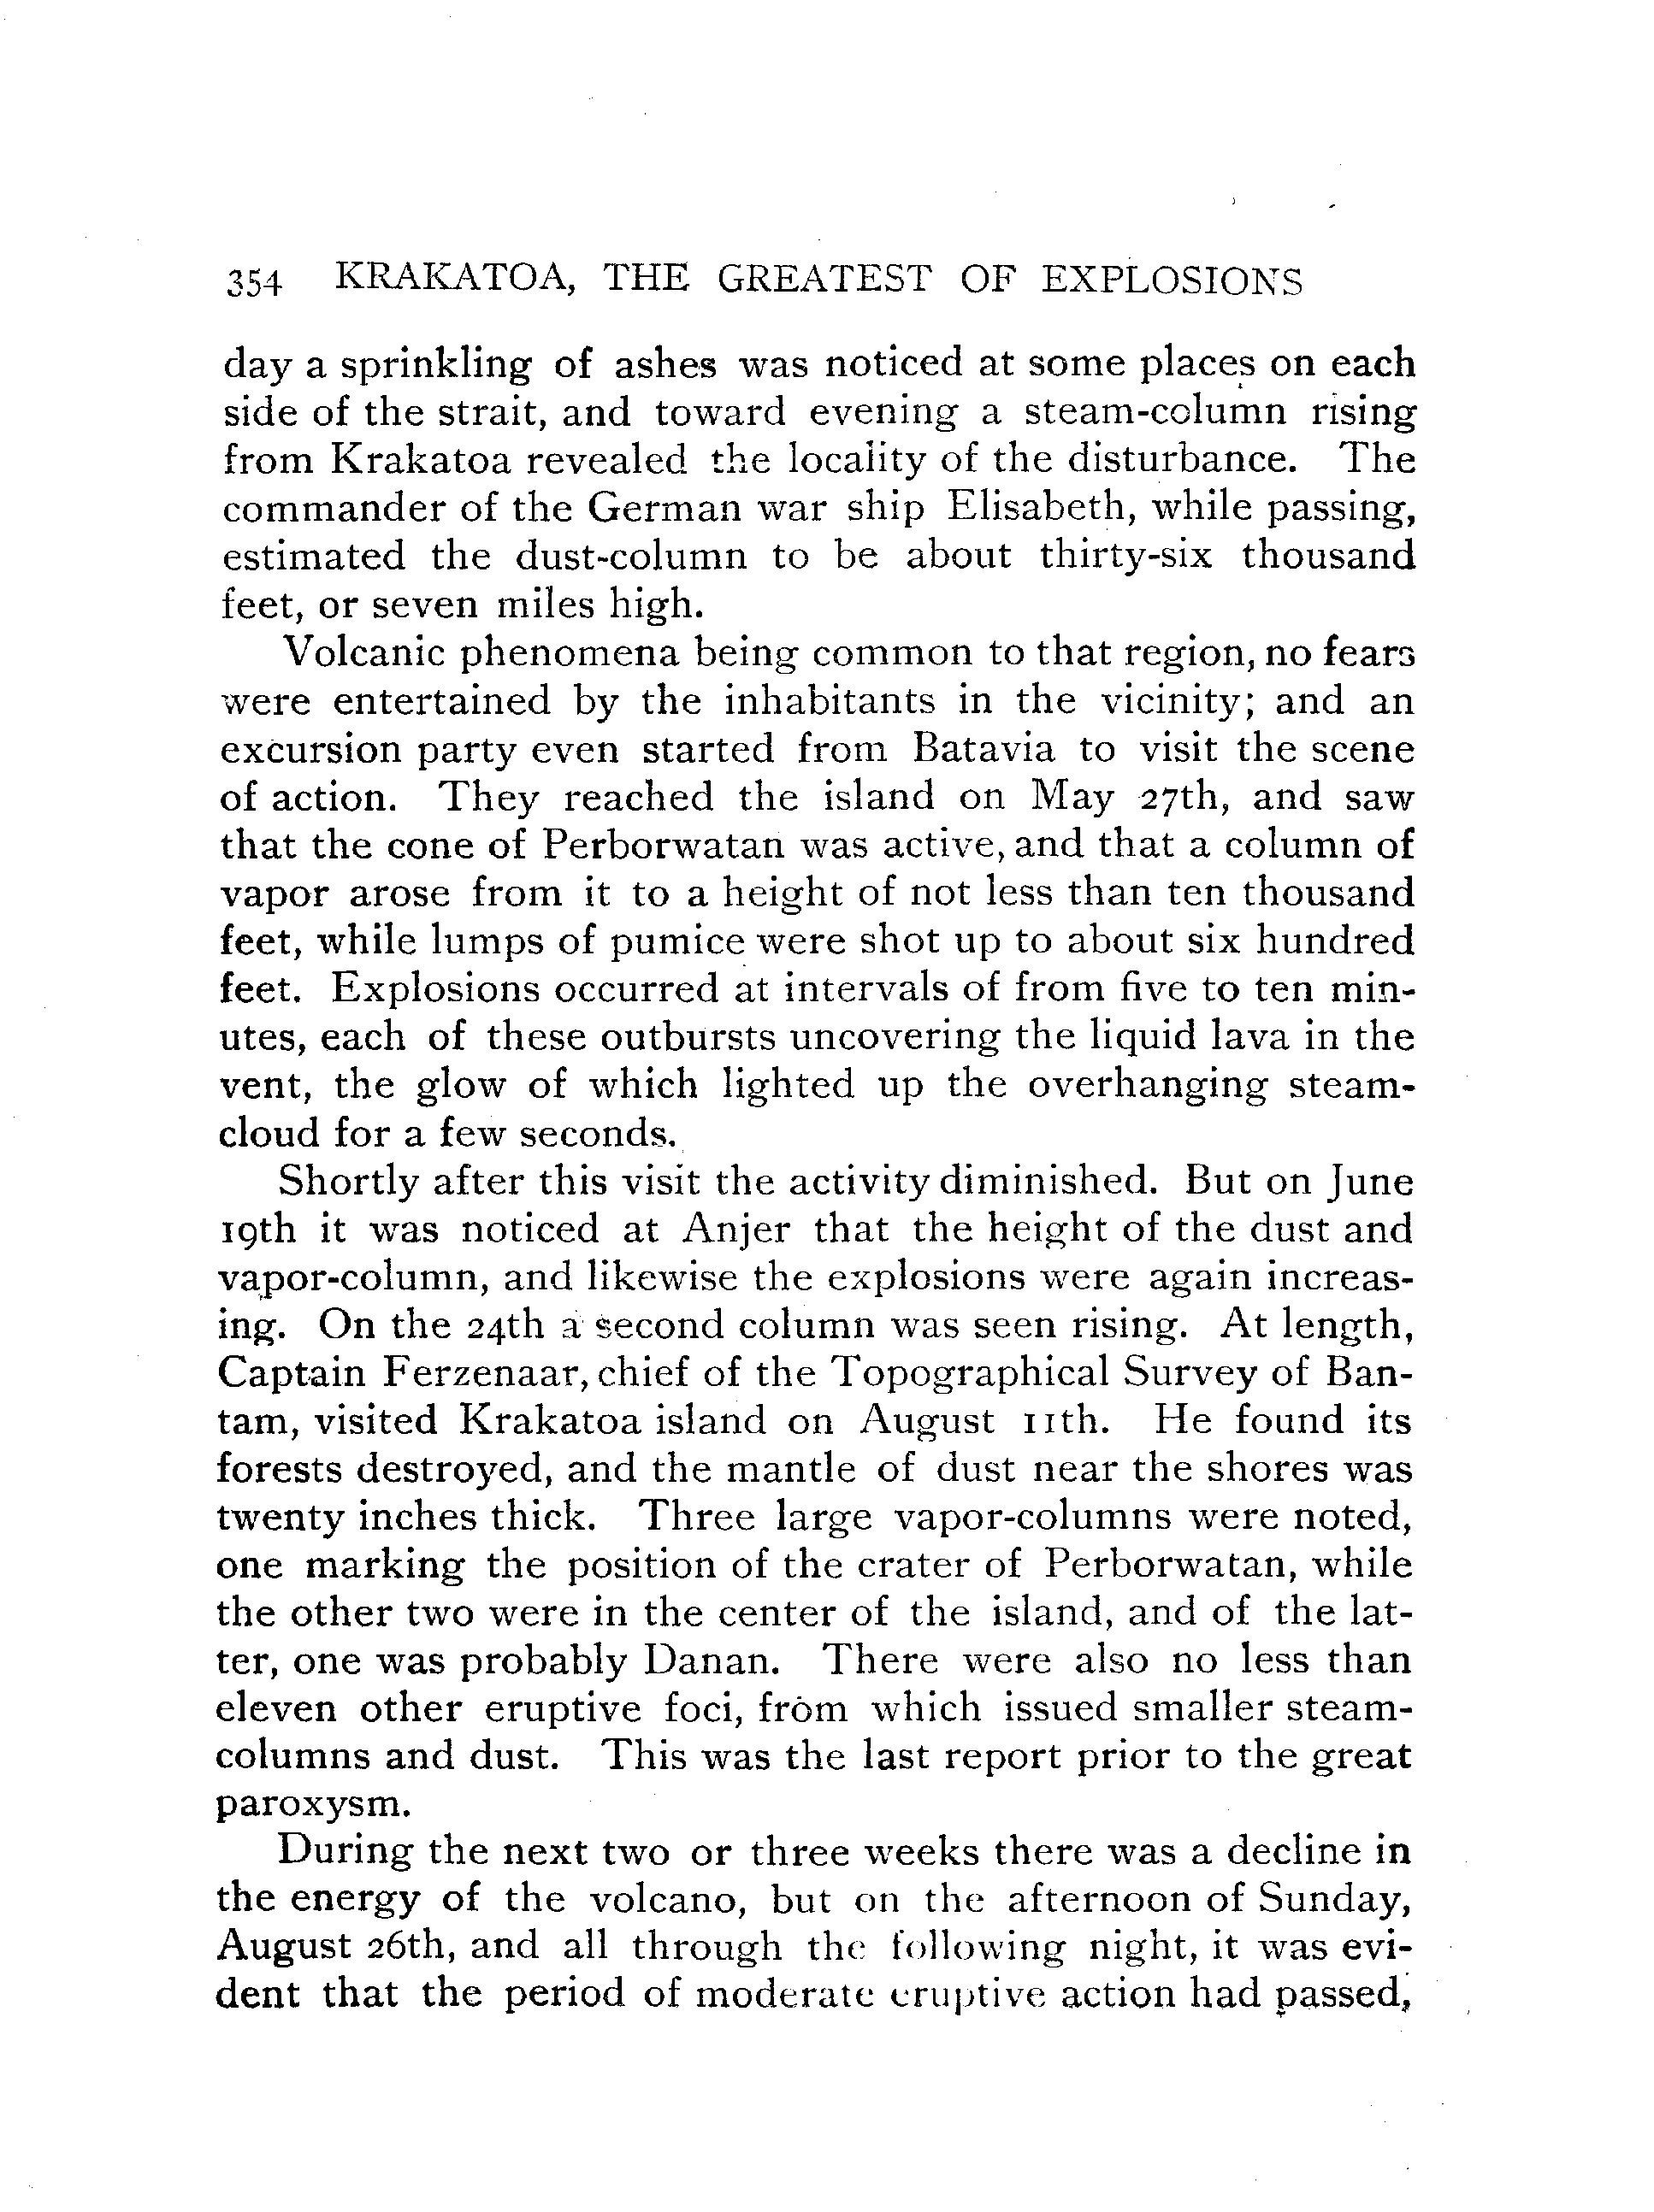 354 KRAKATOA, THE GREATEST OF EXPLOSIONS
day a sprinkling of ashes was noticed at some places on each
side of the strait, and toward evening a steam-column rising
from Krakatoa revealed the locality of the disturbance. The
commander of the German war ship Elisabeth, while passing,
estimated the dust-column to be about thirty-six thousand
feet, or seven miles high.
Volcanic phenomena being common to that region, no fears
were entertained by the inhabitants in the vicinity; and an
excursion party even started from Batavia to visit the scene
of action. They reached the island on May 27th, and saw
that the cone of Perborwatan was active, and that a column of
vapor arose from it to a height of not less than ten thousand
feet, while lumps of pumice were shot up to about six hundred
feet. Explosions occurred at intervals of from five to ten min-
utes, each of these outbursts uncovering the liquid lava in the
vent, the glow of which lighted up the overhanging steam-
cloud for a few seconds.
Shortly after this visit the activity diminished. But on June
19th it was noticed at Anjer that the height of the dust and
vapor-column, and likewise the explosions were again increas-
ing. On the 24th a second column was seen rising. At length,
Captain Ferzenaar, chief of the Topographical Survey of Ban-
tam, visited Krakatoa island on August 11th. He found its
forests destroyed, and the mantle of dust near the shores was
twenty inches thick. Three large vapor-columns were noted,
one marking the position of the crater of Perborwatan, while
the other two were in the center of the island, and of the lat-
ter, one was probably Danan. There were also no less than
eleven other eruptive foci, from which issued smaller steam-
columns and dust. This was the last report prior to the great
paroxysm.
During the next two or three weeks there was a decline in
the energy of the volcano, but on the afternoon of Sunday,
August 26th, and all through the following night, it was evi-
dent that the period of moderate eruptive action had passed,